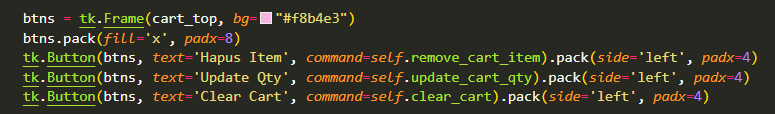 btns = tk.Frame(cart_top, bg="#f8b4e3")
btns.pack(fill='x', padx=8)
tk.Button(btns, text='Hapus Item', command=self.remove_cart_item).pack(side='left', padx=4)
tk.Button(btns, text='Update Qty', command=self.update_cart_qty).pack(side='left', padx=4)
tk.Button(btns, text='Clear Cart', command=self.clear_cart).pack(side='left', padx=4)